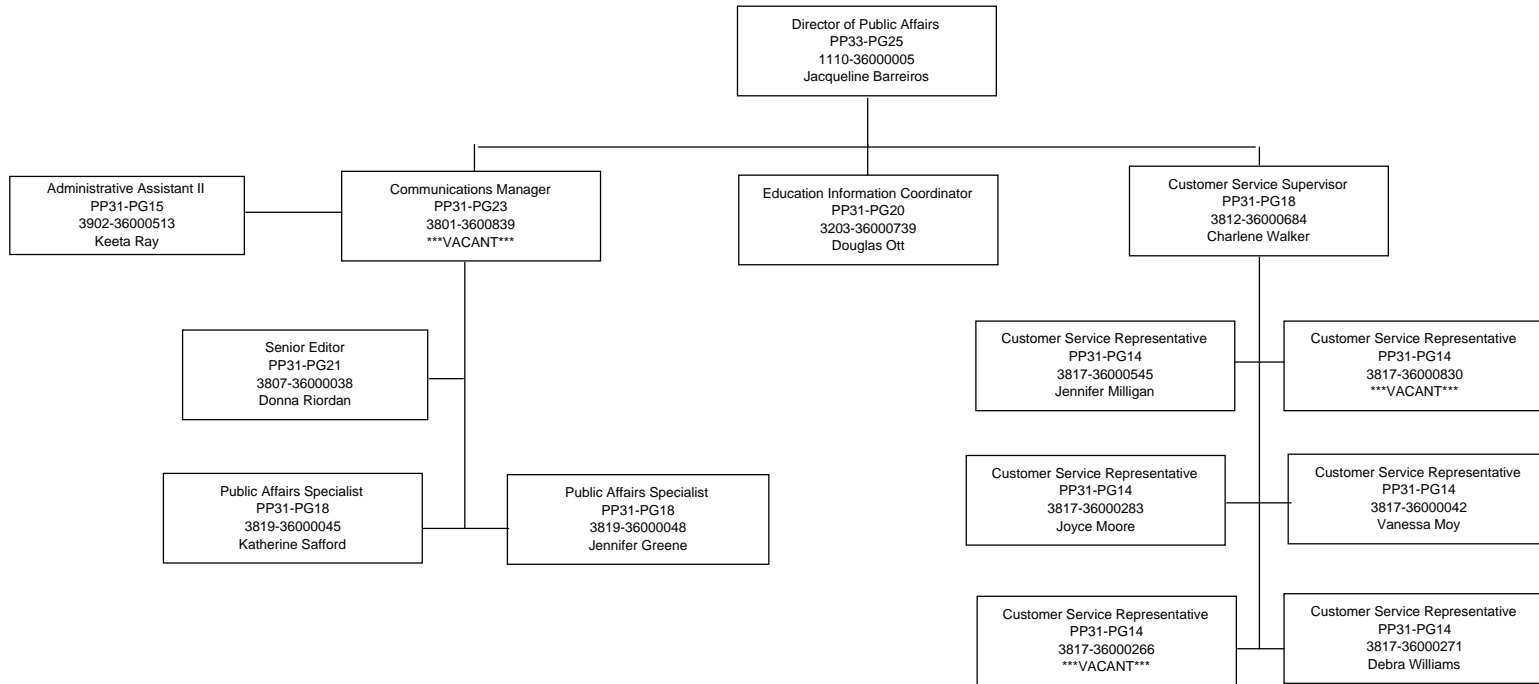 Director of Public Affairs
PP33-PG25
1110-36000005
Jacqueline Barreiros
Administrative Assistant II
PP31-PG15
3902-36000513
Keeta Ray
Communications Manager
PP31-PG23
3801-3600839
***VACANT***
Education Information Coordinator
PP31-PG20
3203-36000739
Douglas Ott
Customer Service Supervisor
PP31-PG18
3812-36000684
Charlene Walker
Senior Editor
PP31-PG21
3807-36000038
Donna Riordan
Public Affairs Specialist
PP31-PG18
3819-36000045
Katherine Safford
Public Affairs Specialist
PP31-PG18
3819-36000048
Jennifer Greene
Customer Service Representative
PP31-PG14
3817-36000545
Jennifer Milligan
Customer Service Representative
PP31-PG14
3817-36000830
***VACANT***
Customer Service Representative
PP31-PG14
3817-36000283
Joyce Moore
Customer Service Representative
PP31-PG14
3817-36000042
Vanessa Moy
Customer Service Representative
PP31-PG14
3817-36000266
***VACANT***
Customer Service Representative
PP31-PG14
3817-36000271
Debra Williams